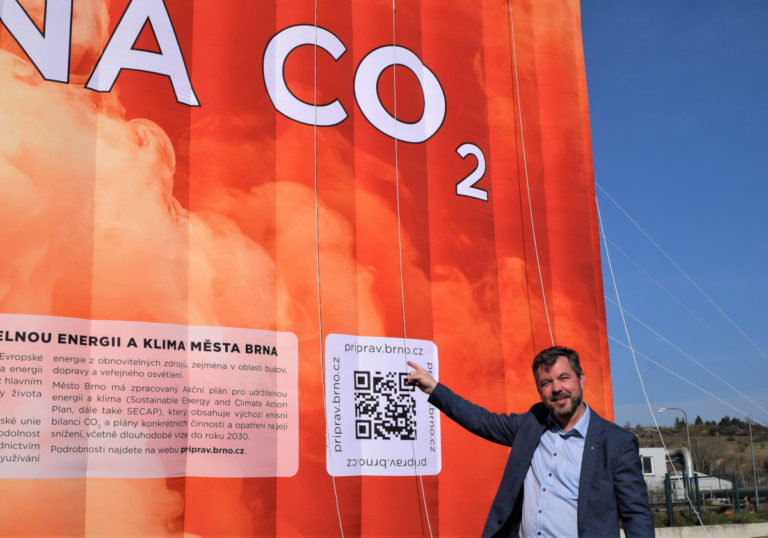 NA CO₂
ELNOU ENERGII A KLIMA MĚSTA BRNA
Evropské
a energii
z hlavním
y života
ské unie
odolnost
dnictvím
yužívání
energie z obnovitelných zdrojů, zejména v oblasti budov,
dopravy a veřejného osvětlení.
Město Brno má zpracovaný Akční plán pro udržitelnou
energii a klima (Sustainable Energy and Climate Action
Plan, dále také SECAP), který obsahuje výchozí emisní
bilanci CO₂ a plány konkrétních činností a opatření na její
snížení, včetně dlouhodobé vize do roku 2030.
Podrobnosti najdete na webu priprav.brno.cz.
priprav.brno.cz
priprav.brno.cz
priprav.brno.cz
priprav.brno.cz